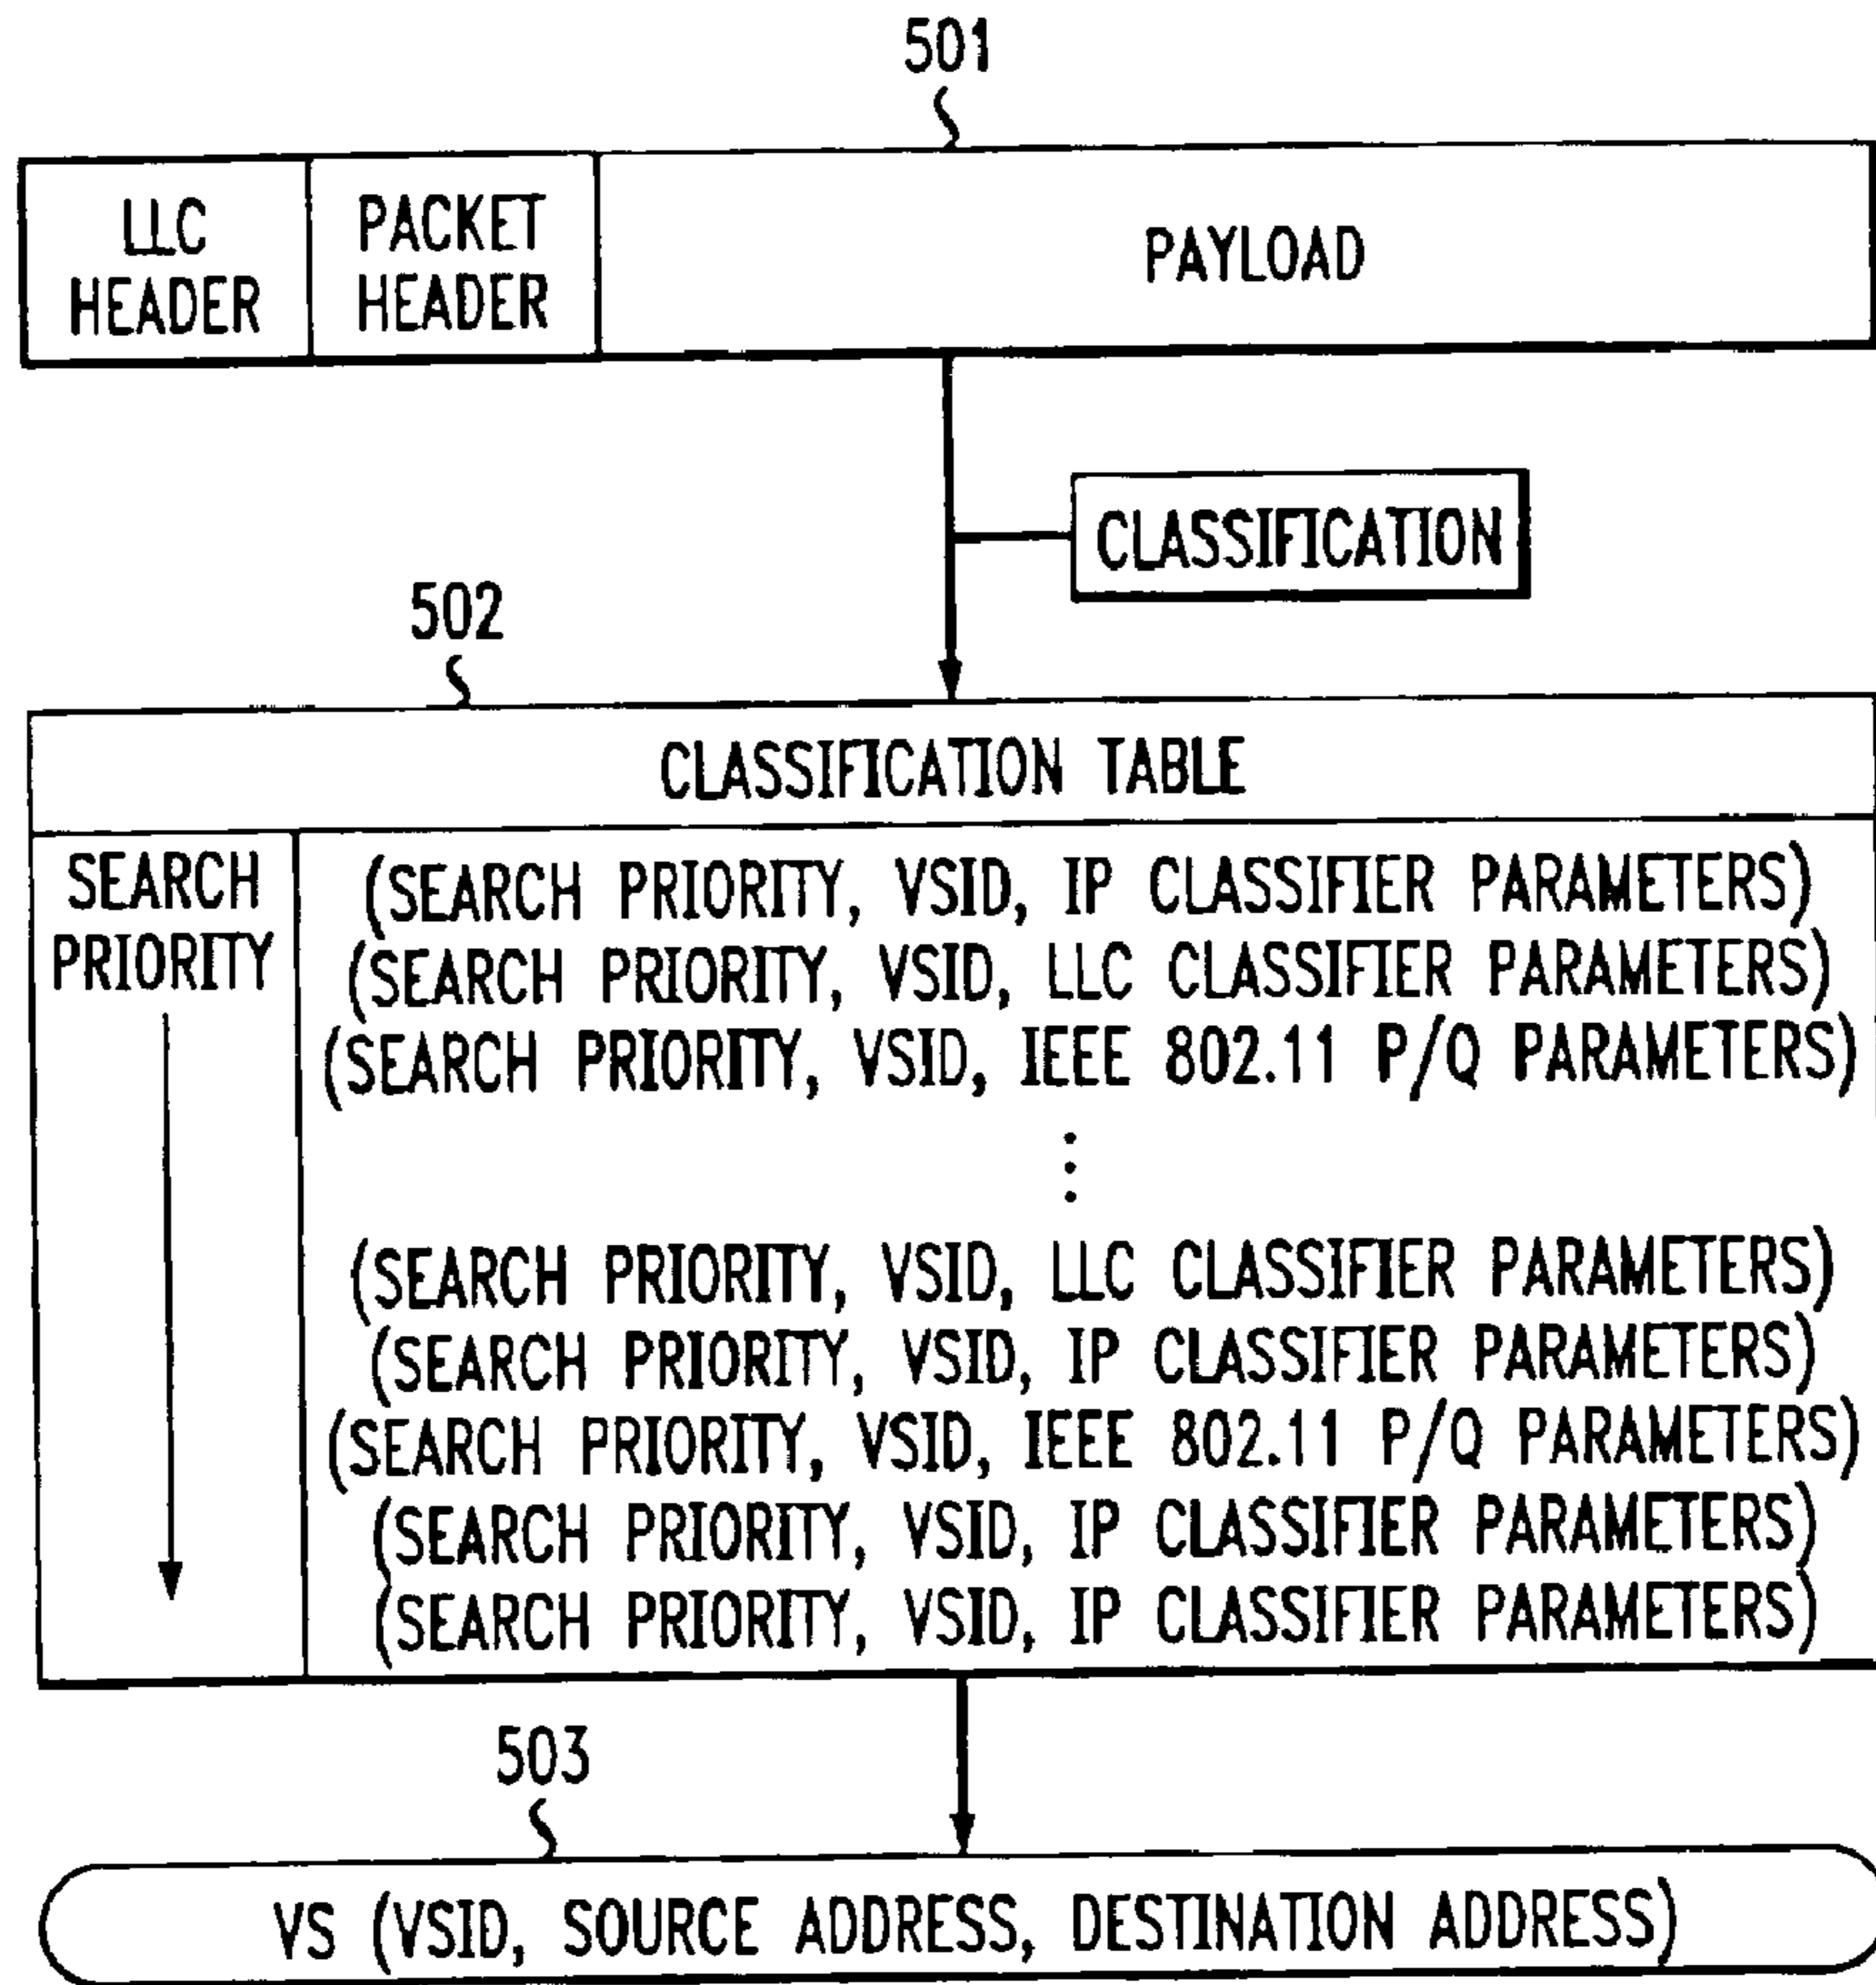 501
LLC
HEADER
PACKET
HEADER
PAYLOAD
CLASSIFICATION
502
CLASSIFICATION TABLE
SEARCH
PRIORITY
(SEARCH PRIORITY, VSID, IP CLASSIFIER PARAMETERS)
(SEARCH PRIORITY, VSID, LLC CLASSIFIER PARAMETERS)
(SEARCH PRIORITY, VSID, IEEE 802.11 P/Q PARAMETERS)
(SEARCH PRIORITY, VSID, LLC CLASSIFIER PARAMETERS)
(SEARCH PRIORITY, VSID, IP CLASSIFIER PARAMETERS)
(SEARCH PRIORITY, VSID, IEEE 802.11 P/Q PARAMETERS)
(SEARCH PRIORITY, VSID, IP CLASSIFIER PARAMETERS)
(SEARCH PRIORITY, VSID, IP CLASSIFIER PARAMETERS)
503
VS (VSID, SOURCE ADDRESS, DESTINATION ADDRESS)